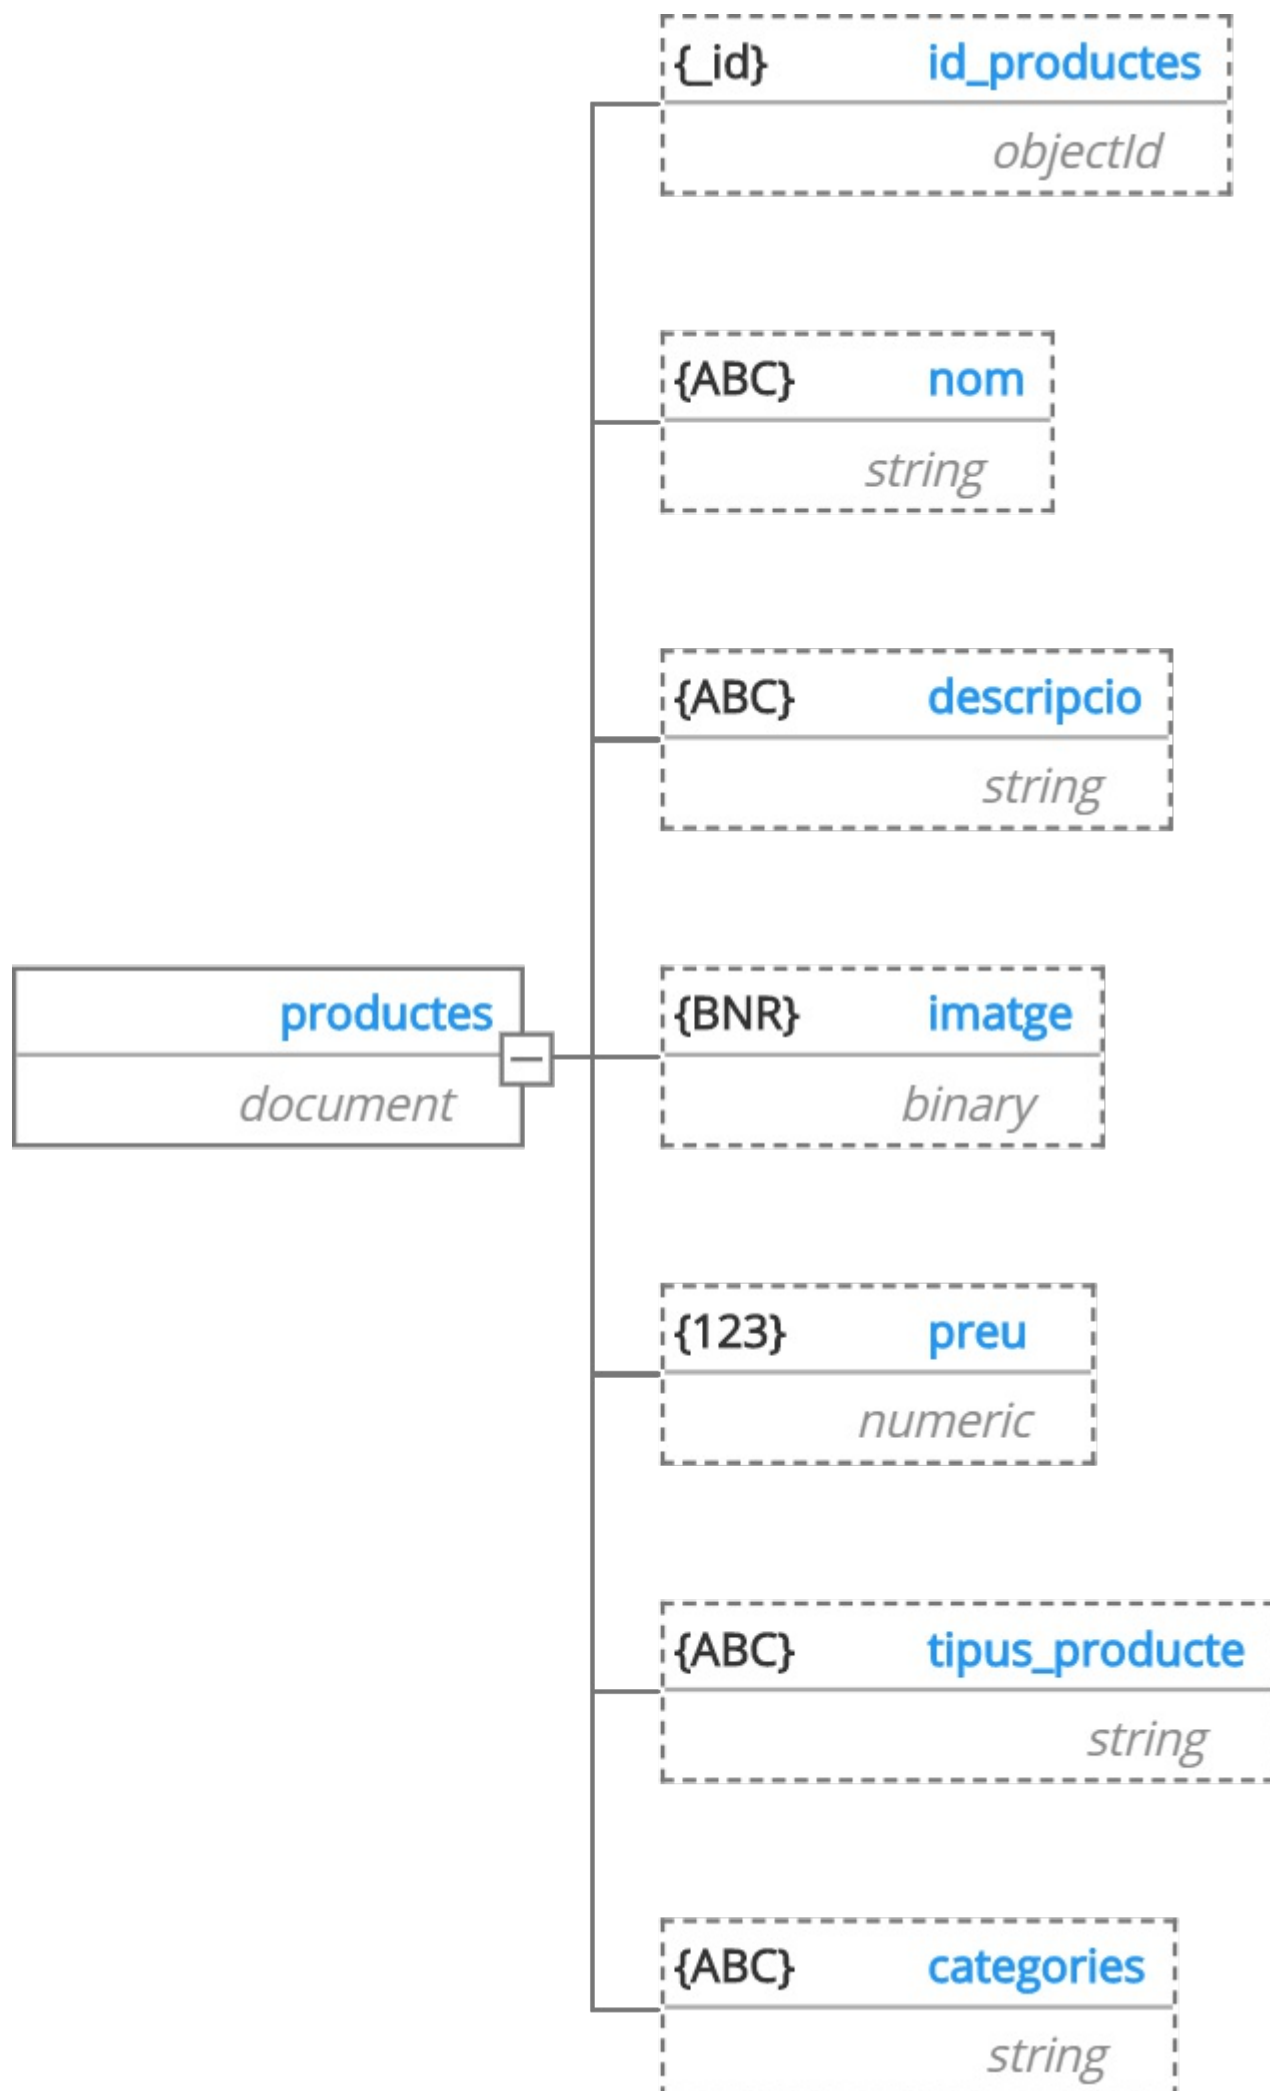 {_id} id_productes
objectId
{ABC} nom
string
{ABC} descripcio
string
productes
document
{BNR} imatge
binary
{123} preu
numeric
{ABC} tipus_producte
string
{ABC} categories
string